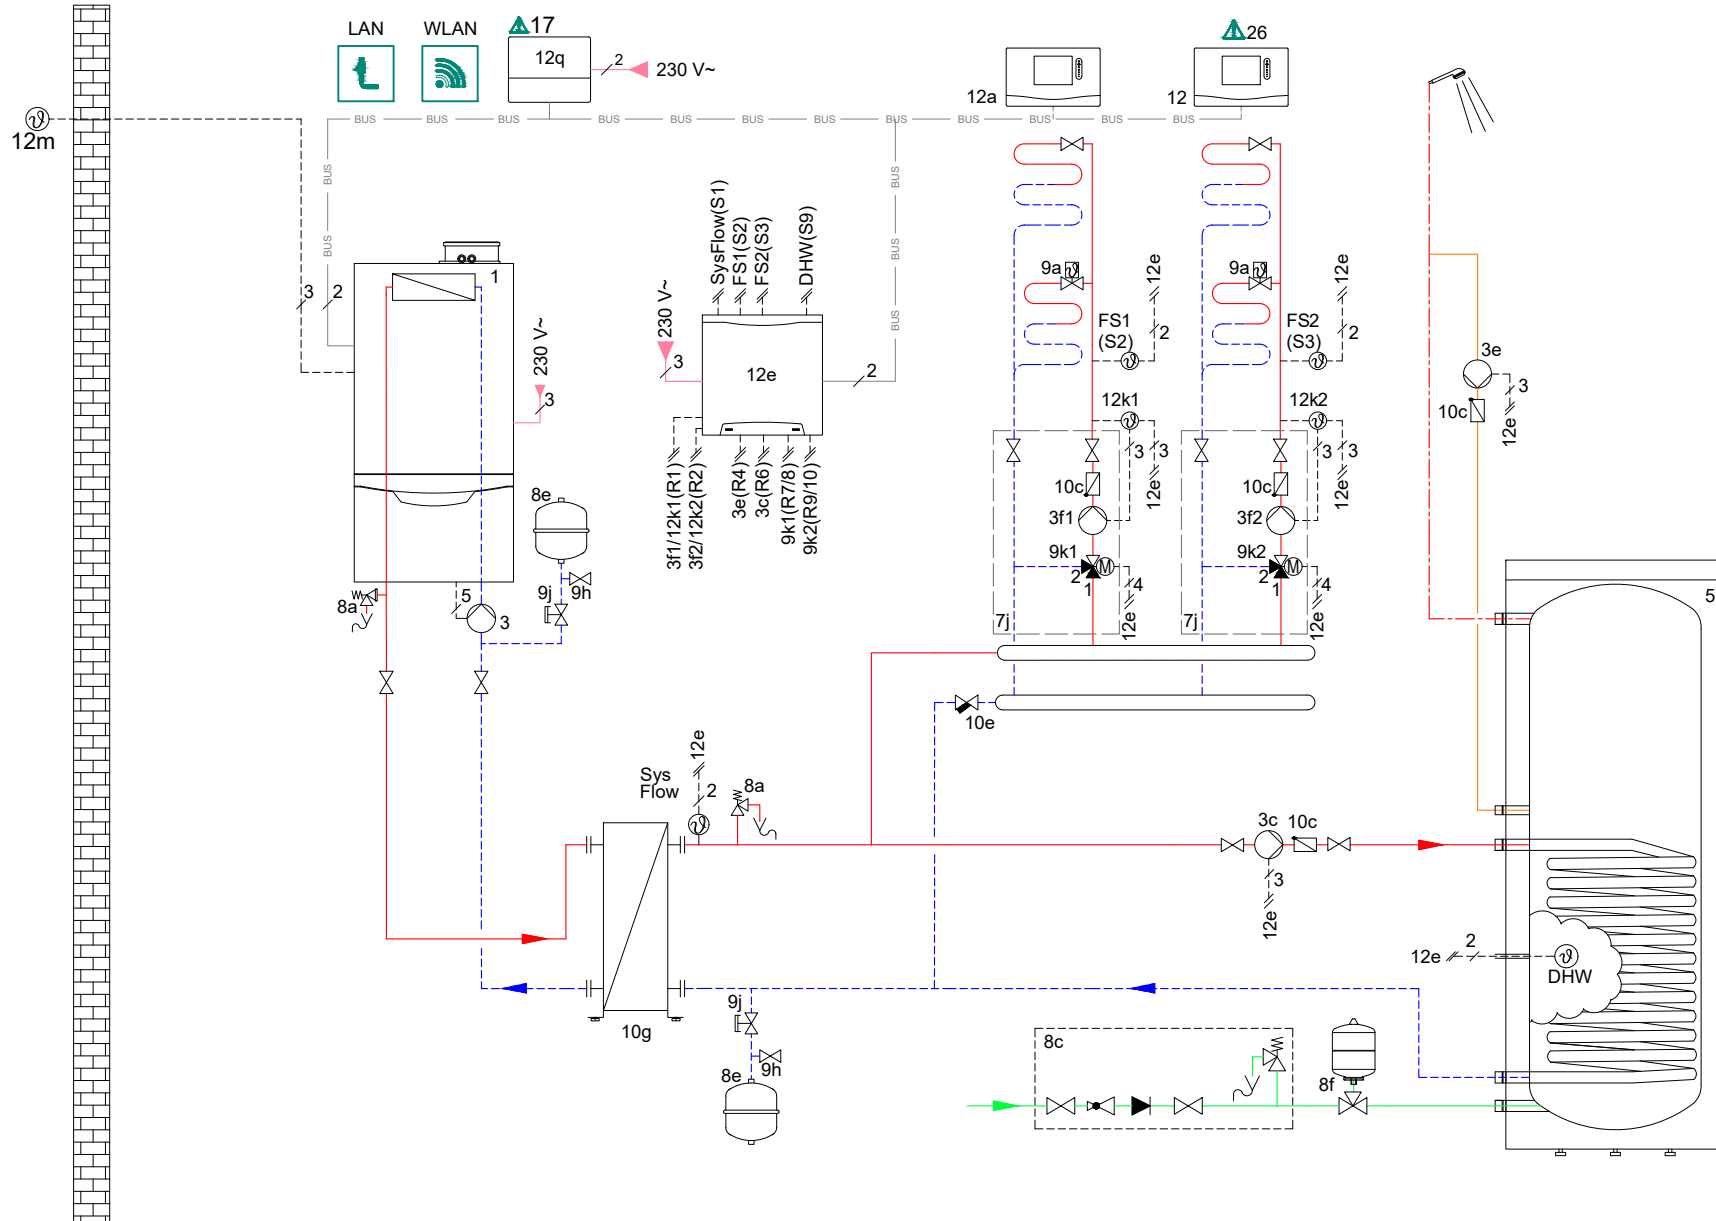 LAN
WLAN
17
12q
2
230 V~
12a
26
12
12m
BUS BUS BUS BUS BUS BUS BUS BUS BUS BUS BUS BUS
BUS
BUS
BUS
BUS
3
2
1
230 V~
3
SysFlow(S1)
FS1(S2)
FS2(S3)
DHW(S9)
230 V~
3
12e
2
3f1/12k1(R1)
3f2/12k2(R2)
3e(R4)
3c(R6)
9k1(R7/8)
9k2(R9/10)
9a
12e
FS1
(S2)
2
12k1
3
3
12e
10c
3f1
9k1
M
2
1
4
12e
7j
9a
12e
FS2
(S3)
2
12k2
3
3
12e
10c
3f2
9k2
M
2
1
4
12e
7j
3e
3
10c
12e
5
8e
9j
9h
8a
5
3
10e
Sys
Flow
12e
2
8a
3c
10c
3
12e
12e
2
DHW
10g
9j
9h
8e
8c
8f